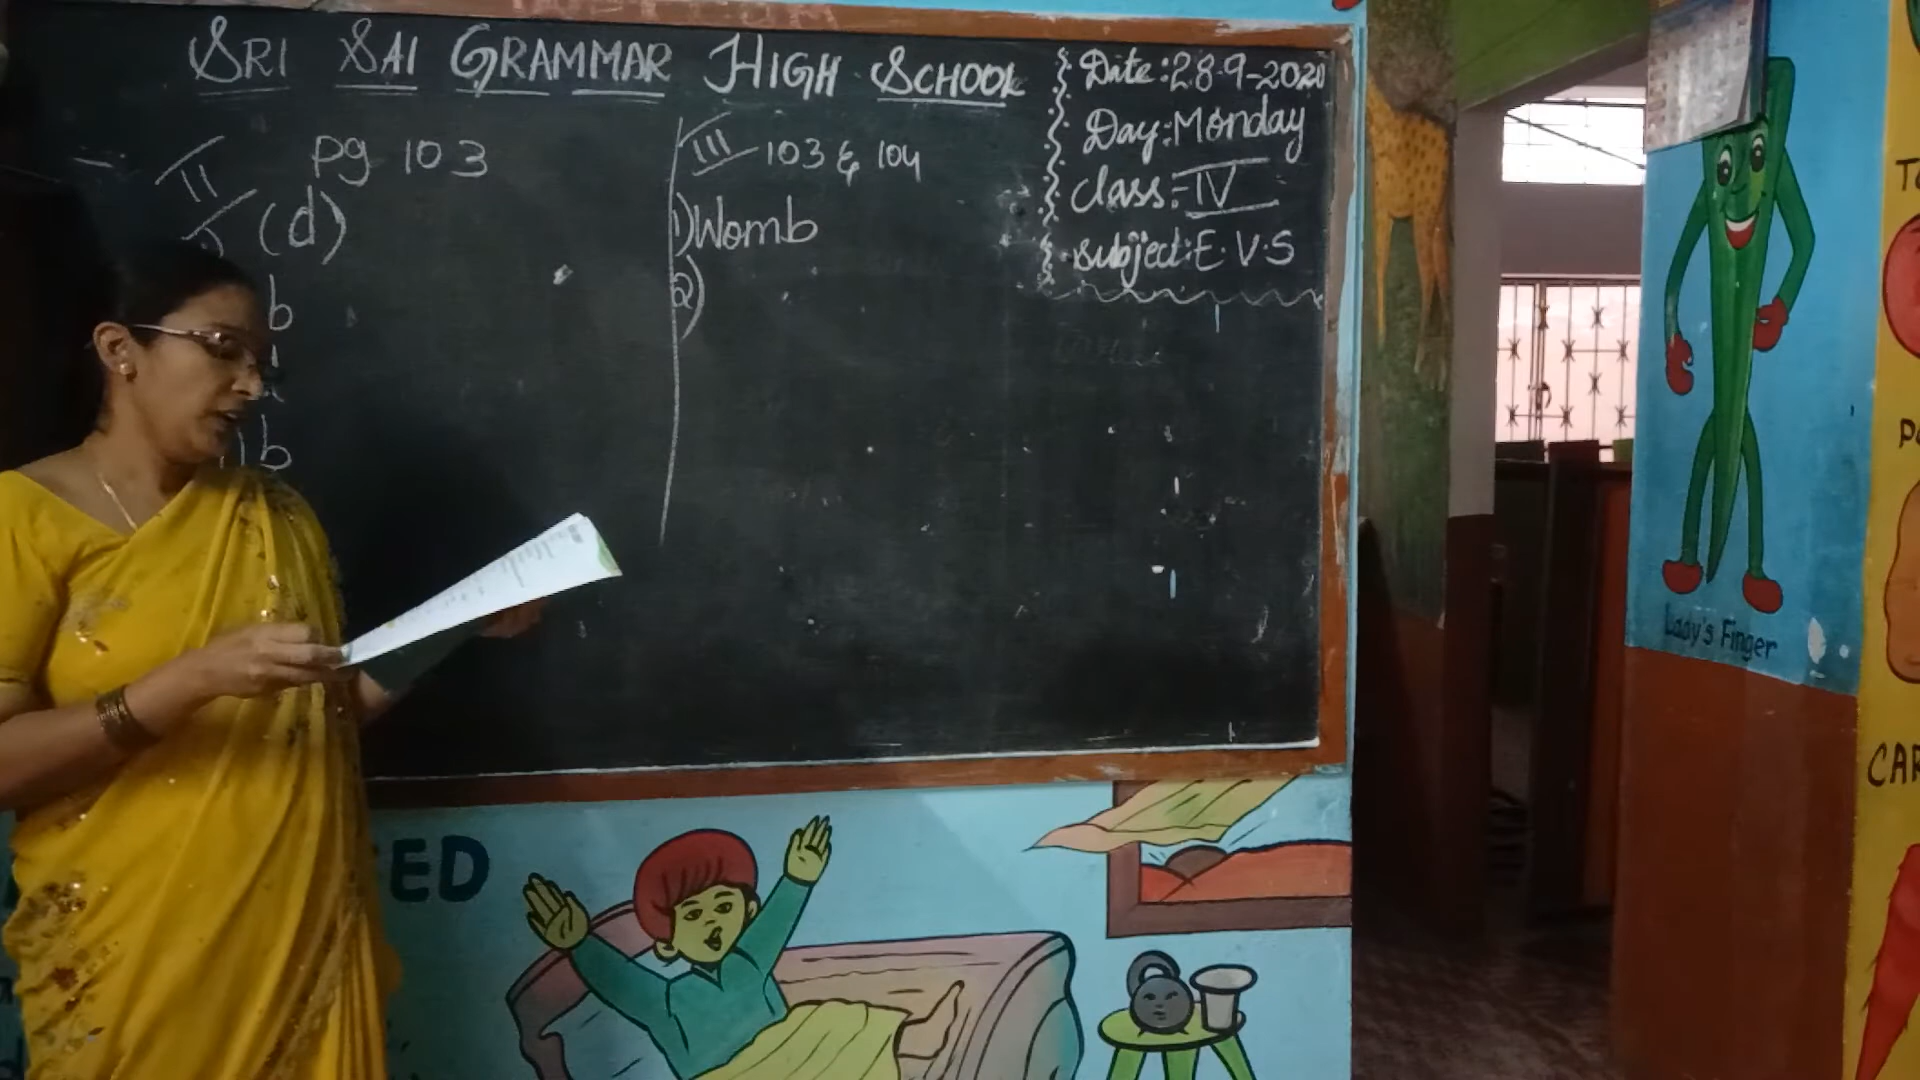 SRI SAI GRAMMAR HIGH SCHOOL
Date:28-9-2020
Day:Monday
Class:IV
Subject:E.V.S
II pg 103
(d)
b
b
III 103 & 104
1) Womb
2)
Lady's Finger
CAR
ED